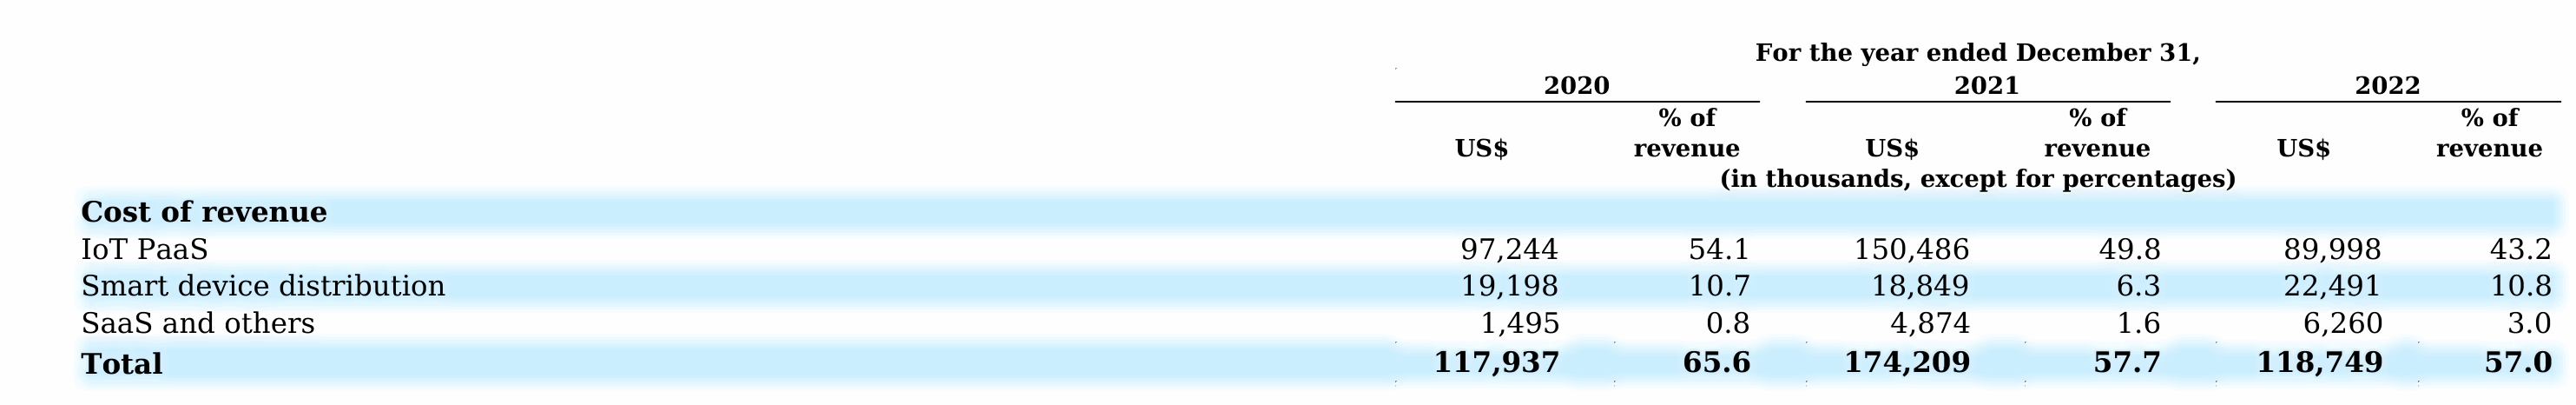 For the year ended December 31,
2020 2021 2022
% of % of % of
US$ revenue US$ revenue US$ revenue
(in thousands, except for percentages)
Cost of revenue
IoT PaaS 97,244 54.1 150,486 49.8 89,998 43.2
Smart device distribution 19,198 10.7 18,849 6.3 22,491 10.8
SaaS and others 1,495 0.8 4,874 1.6 6,260 3.0
Total 117,937 65.6 174,209 57.7 118,749 57.0